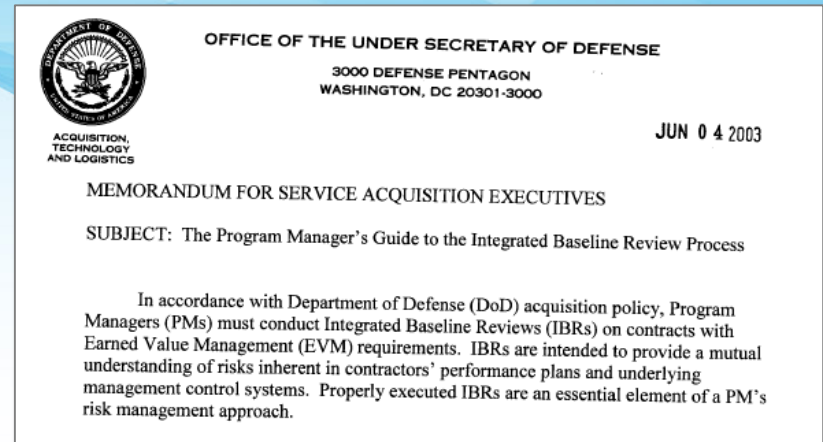 DEPARTMENT OF DEFENSE
UNITED STATES OF AMERICA
ACQUISITION,
TECHNOLOGY
AND LOGISTICS
OFFICE OF THE UNDER SECRETARY OF DEFENSE
3000 DEFENSE PENTAGON
WASHINGTON, DC 20301-3000
JUN 04 2003
MEMORANDUM FOR SERVICE ACQUISITION EXECUTIVES
SUBJECT: The Program Manager's Guide to the Integrated Baseline Review Process
In accordance with Department of Defense (DoD) acquisition policy, Program
Managers (PMs) must conduct Integrated Baseline Reviews (IBRs) on contracts with
Earned Value Management (EVM) requirements. IBRs are intended to provide a mutual
understanding of risks inherent in contractors' performance plans and underlying
management control systems. Properly executed IBRs are an essential element of a PM's
risk management approach.